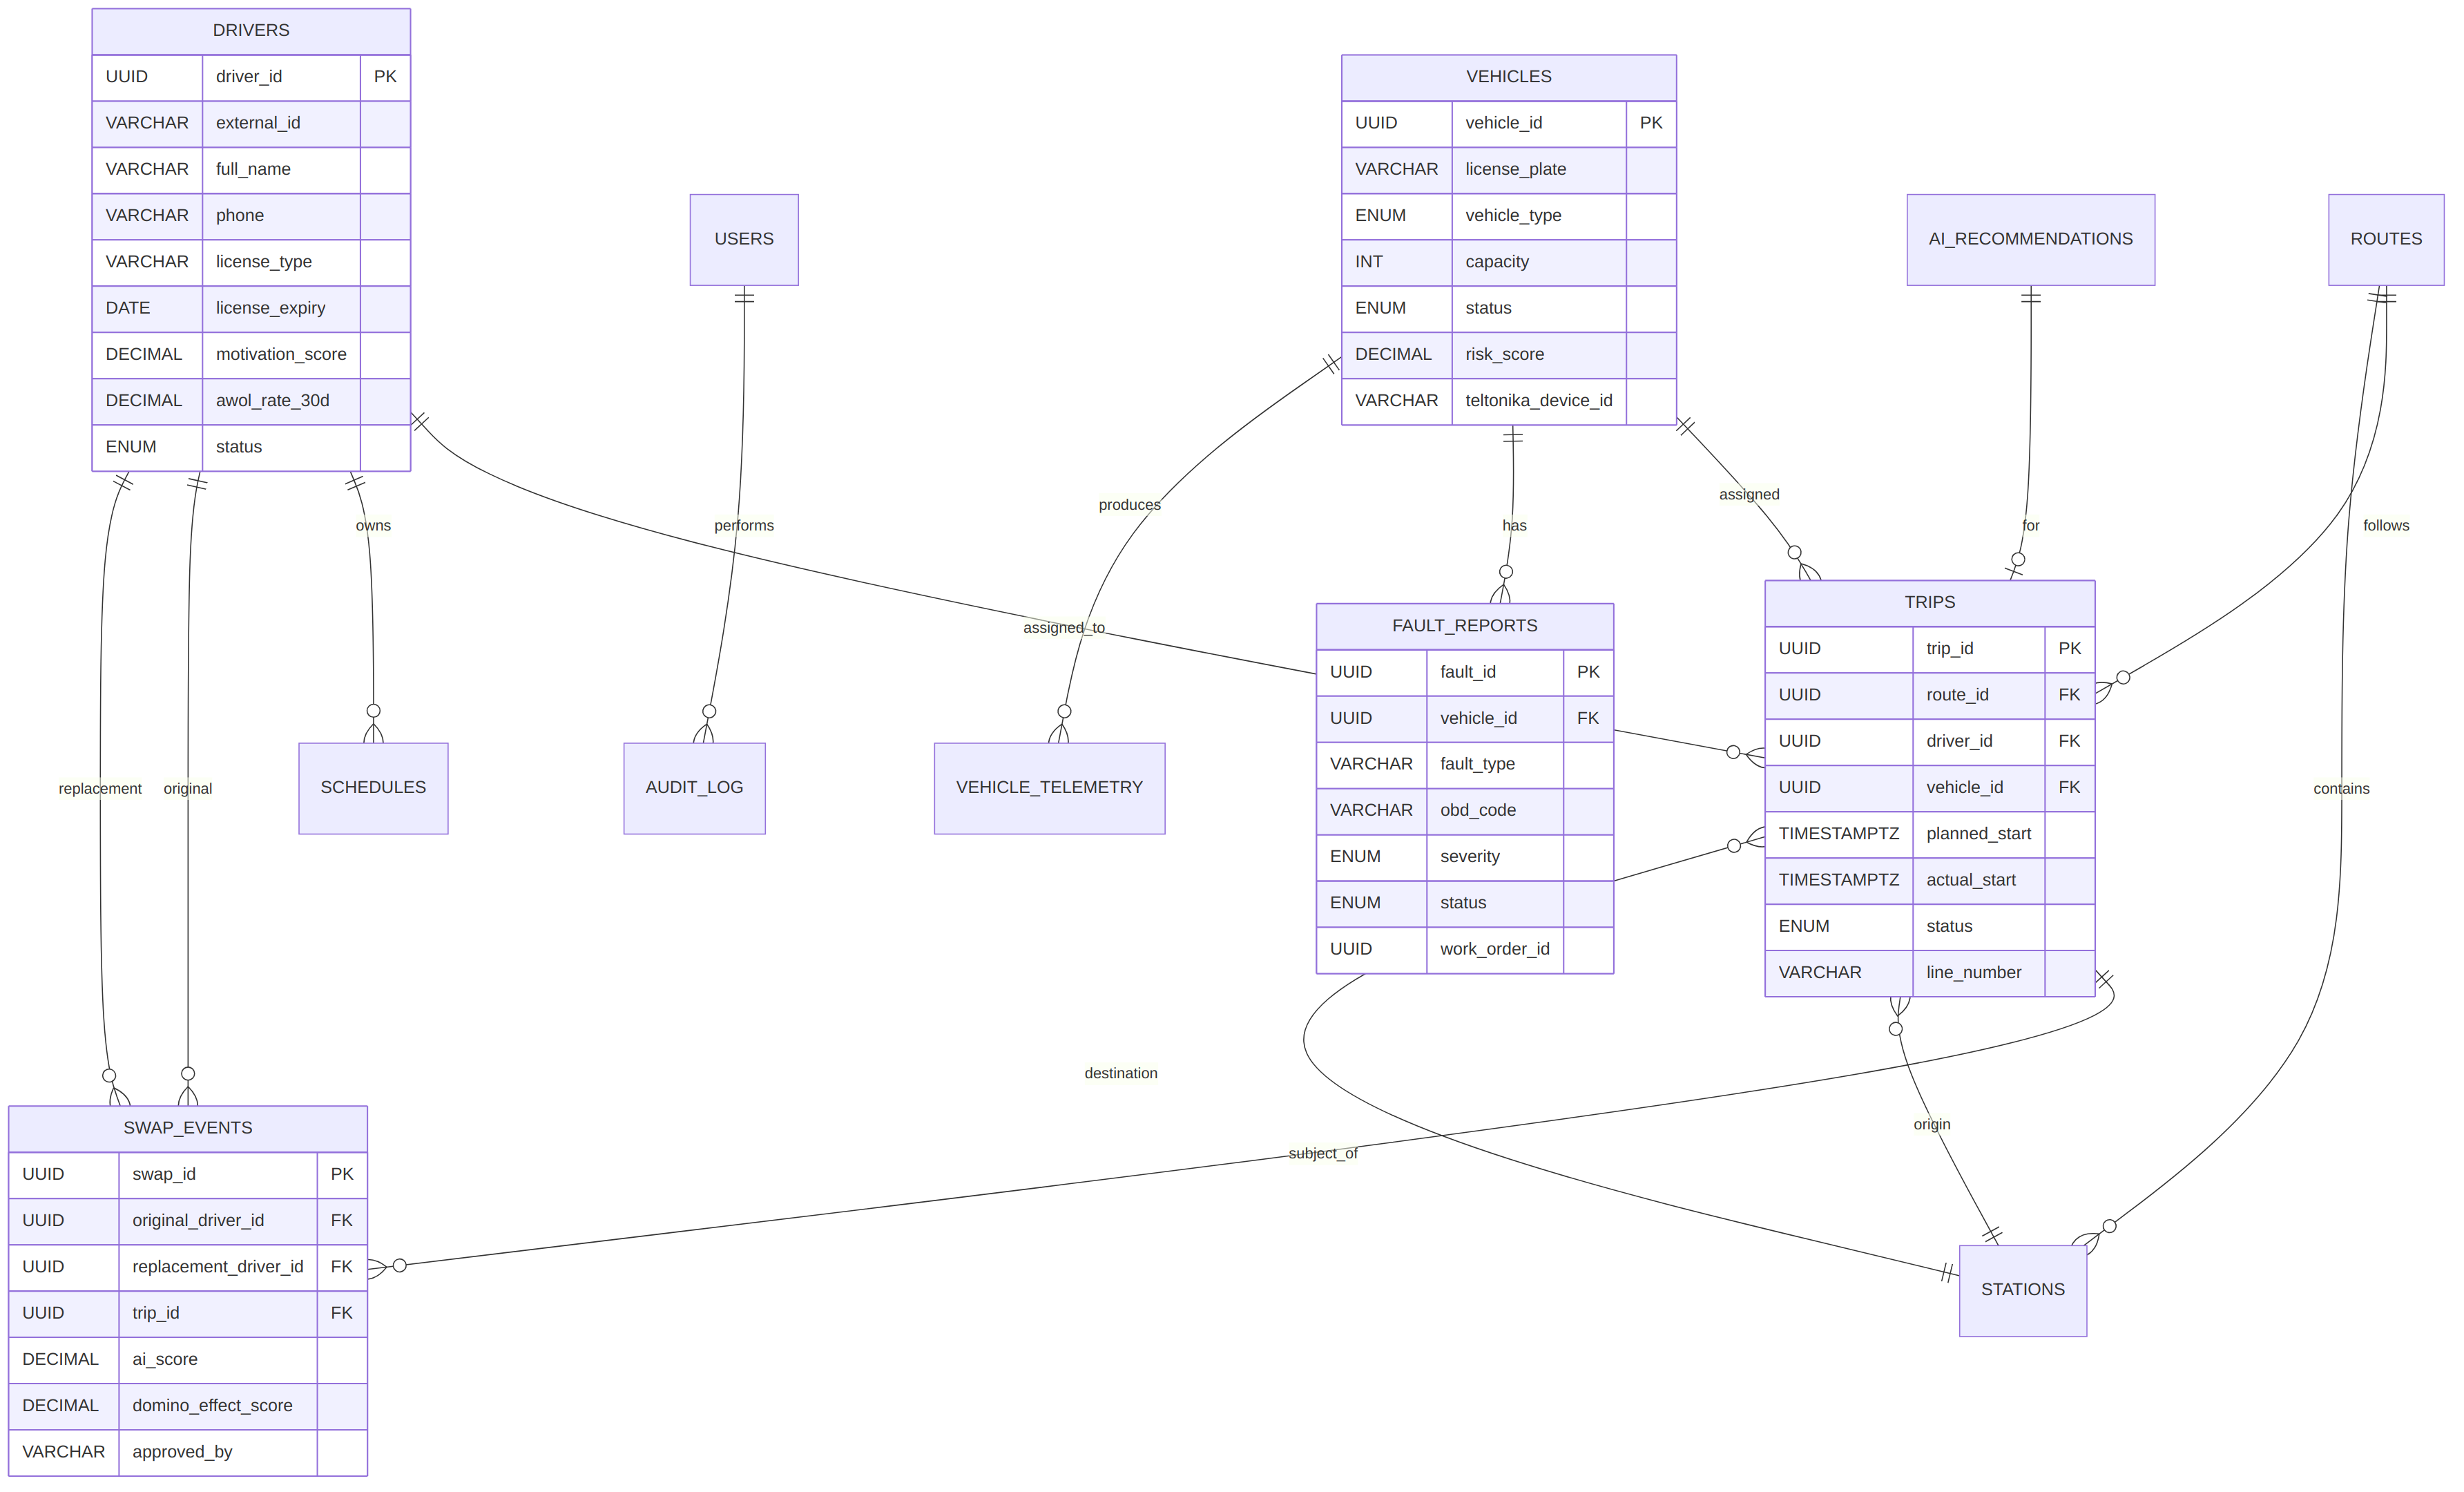 DRIVERS
UUID driver_id PK
VARCHAR external_id
VARCHAR full_name
VARCHAR phone
VARCHAR license_type
DATE license_expiry
DECIMAL motivation_score
DECIMAL awol_rate_30d
ENUM status
USERS
VEHICLES
UUID vehicle_id PK
VARCHAR license_plate
ENUM vehicle_type
INT capacity
ENUM status
DECIMAL risk_score
VARCHAR teltonika_device_id
AI_RECOMMENDATIONS
ROUTES
owns
performs
produces
has
assigned
for
follows
assigned_to
replacement
original
SCHEDULES
AUDIT_LOG
VEHICLE_TELEMETRY
FAULT_REPORTS
UUID fault_id PK
UUID vehicle_id FK
VARCHAR fault_type
VARCHAR obd_code
ENUM severity
ENUM status
UUID work_order_id
TRIPS
UUID trip_id PK
UUID route_id FK
UUID driver_id FK
UUID vehicle_id FK
TIMESTAMPTZ planned_start
TIMESTAMPTZ actual_start
ENUM status
VARCHAR line_number
contains
destination
origin
subject_of
SWAP_EVENTS
UUID swap_id PK
UUID original_driver_id FK
UUID replacement_driver_id FK
UUID trip_id FK
DECIMAL ai_score
DECIMAL domino_effect_score
VARCHAR approved_by
STATIONS